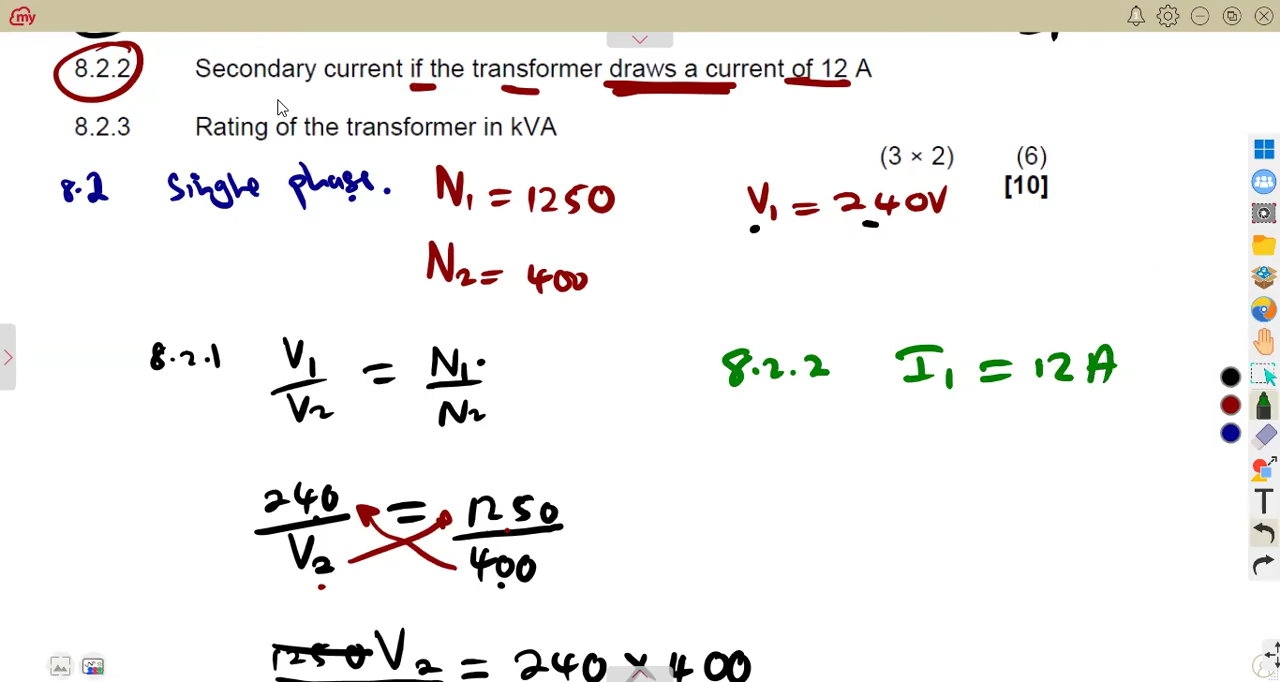 my
8.2.2 Secondary current if the transformer draws a current of 12 A
8.2.3 Rating of the transformer in kVA
(3 × 2) (6)
[10]
8.2 Single phase. N₁ = 1250 V₁ = 240V
N₂ = 400
8.2.1 V₁/V₂ = N₁/N₂
8.2.2 I₁ = 12A
240/V₂ = 1250/400
1250 V₂ = 240 × 400
T